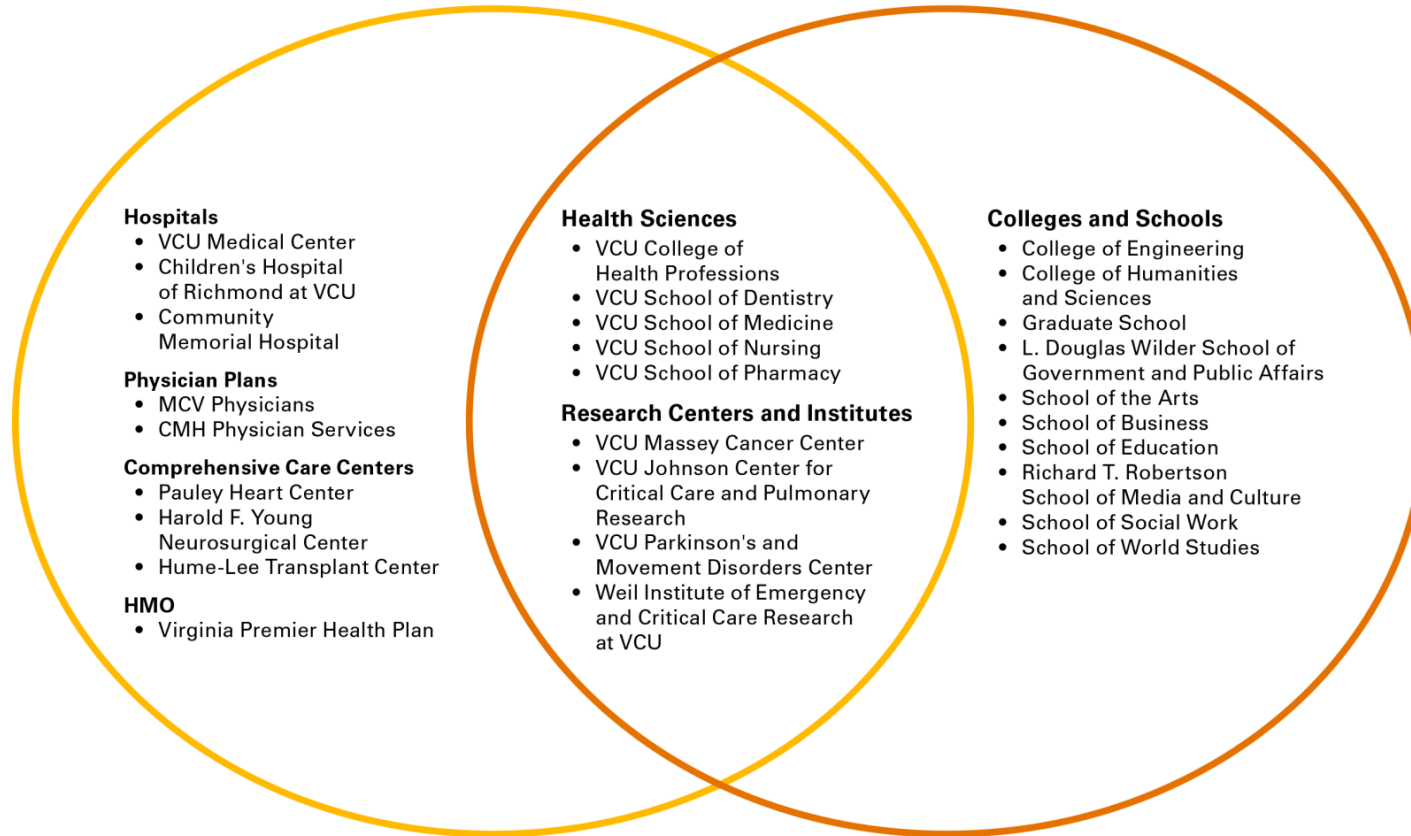 Hospitals
• VCU Medical Center
• Children's Hospital
of Richmond at VCU
• Community
Memorial Hospital
Physician Plans
• MCV Physicians
• CMH Physician Services
Comprehensive Care Centers
• Pauley Heart Center
• Harold F. Young
Neurosurgical Center
• Hume-Lee Transplant Center
HMO
• Virginia Premier Health Plan
Health Sciences
• VCU College of
Health Professions
• VCU School of Dentistry
• VCU School of Medicine
• VCU School of Nursing
• VCU School of Pharmacy
Research Centers and Institutes
• VCU Massey Cancer Center
• VCU Johnson Center for
Critical Care and Pulmonary
Research
• VCU Parkinson's and
Movement Disorders Center
• Weil Institute of Emergency
and Critical Care Research
at VCU
Colleges and Schools
• College of Engineering
• College of Humanities
and Sciences
• Graduate School
• L. Douglas Wilder School of
Government and Public Affairs
• School of the Arts
• School of Business
• School of Education
• Richard T. Robertson
School of Media and Culture
• School of Social Work
• School of World Studies